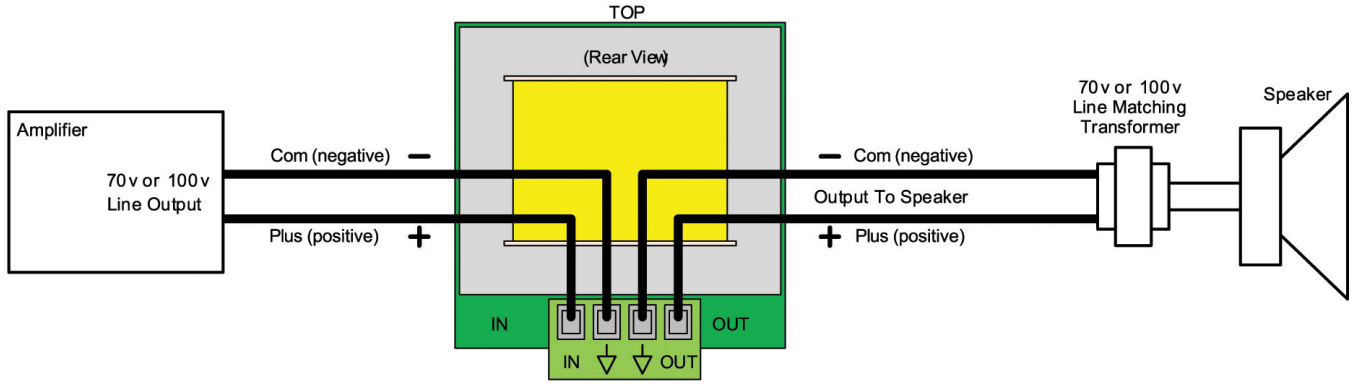 TOP
(Rear View)
Amplifier
70v or 100v
Line Output
Com (negative) −
Plus (positive) +
− Com (negative)
Output To Speaker
+ Plus (positive)
70v or 100v
Line Matching
Transformer
Speaker
IN
OUT
IN
OUT